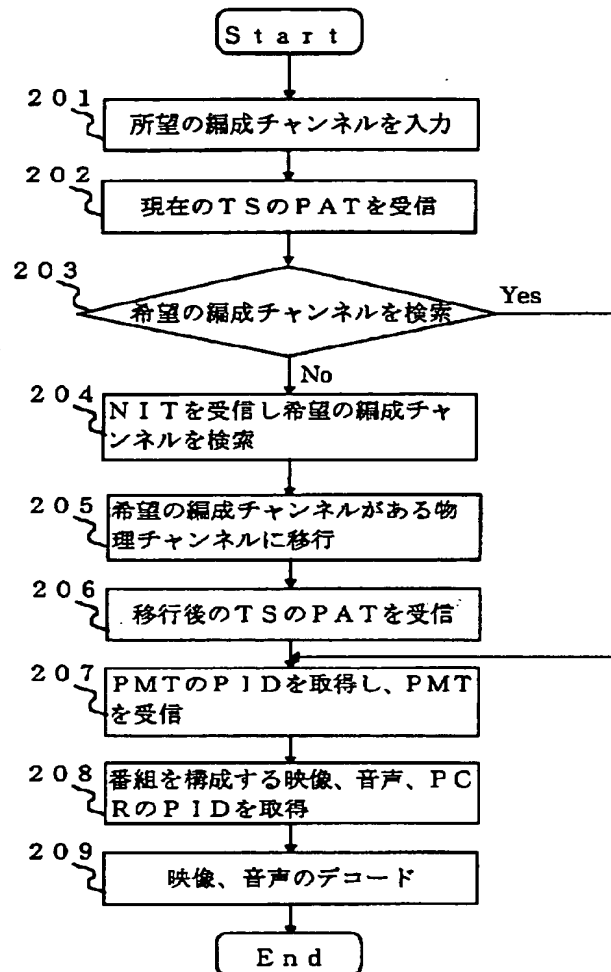 Start
201
所望の編成チャンネルを入力
202
現在のTSのPATを受信
203
希望の編成チャンネルを検索
Yes
No
204
NITを受信し希望の編成チャ
ンネルを検索
205
希望の編成チャンネルがある物
理チャンネルに移行
206
移行後のTSのPATを受信
207
PMTのPIDを取得し、PMT
を受信
208
番組を構成する映像、音声、PC
RのPIDを取得
209
映像、音声のデコード
End